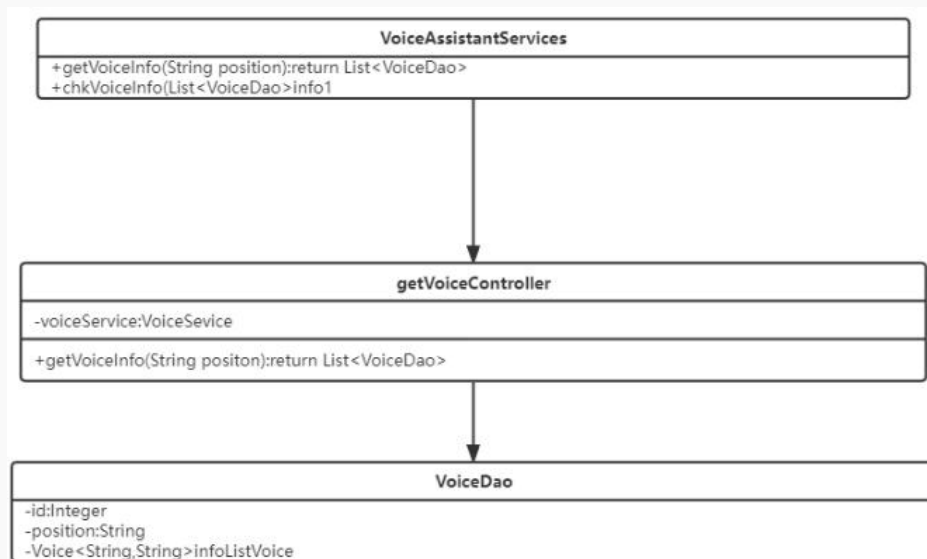 VoiceAssistantServices
+getVoiceInfo(String position):return List<VoiceDao>
+chkVoiceInfo(List<VoiceDao>info1
getVoiceController
-voiceService:VoiceSevice
+getVoiceInfo(String positon):return List<VoiceDao>
VoiceDao
-id:Integer
-position:String
-Voice<String,String>infoListVoice